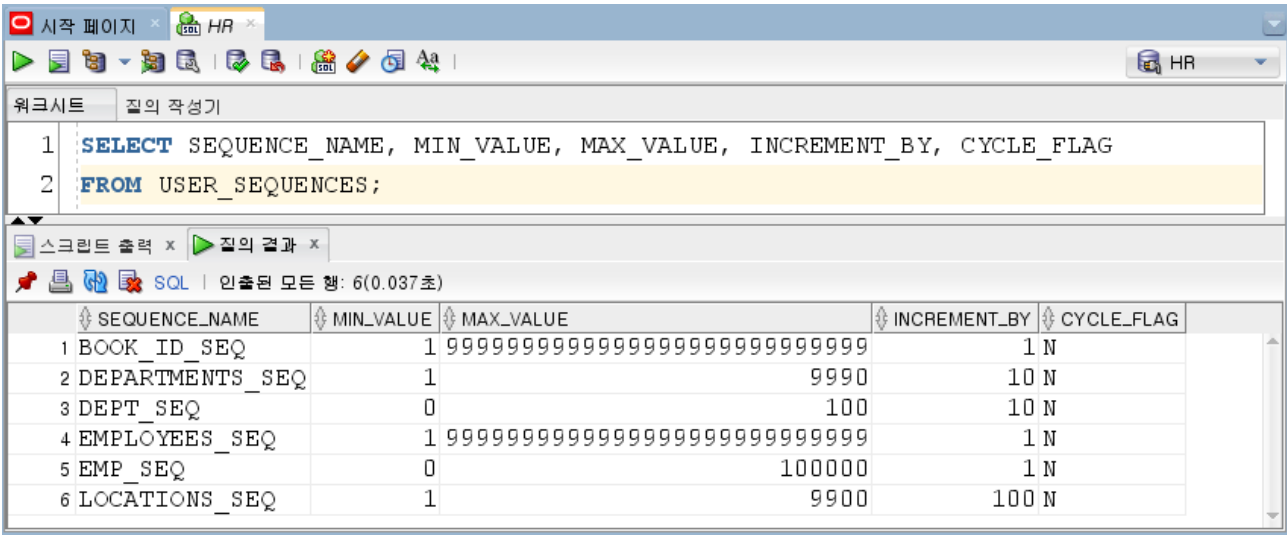 시작 페이지 HR
HR
워크시트 질의 작성기
1 SELECT SEQUENCE_NAME, MIN_VALUE, MAX_VALUE, INCREMENT_BY, CYCLE_FLAG
2 FROM USER_SEQUENCES;
스크립트 출력 x 질의 결과 x
SQL | 인출된 모든 행: 6(0.037초)
SEQUENCE_NAME MIN_VALUE MAX_VALUE INCREMENT_BY CYCLE_FLAG
1 BOOK_ID_SEQ 1 9999999999999999999999999999 1 N
2 DEPARTMENTS_SEQ 1 9990 10 N
3 DEPT_SEQ 0 100 10 N
4 EMPLOYEES_SEQ 1 9999999999999999999999999999 1 N
5 EMP_SEQ 0 100000 1 N
6 LOCATIONS_SEQ 1 9900 100 N